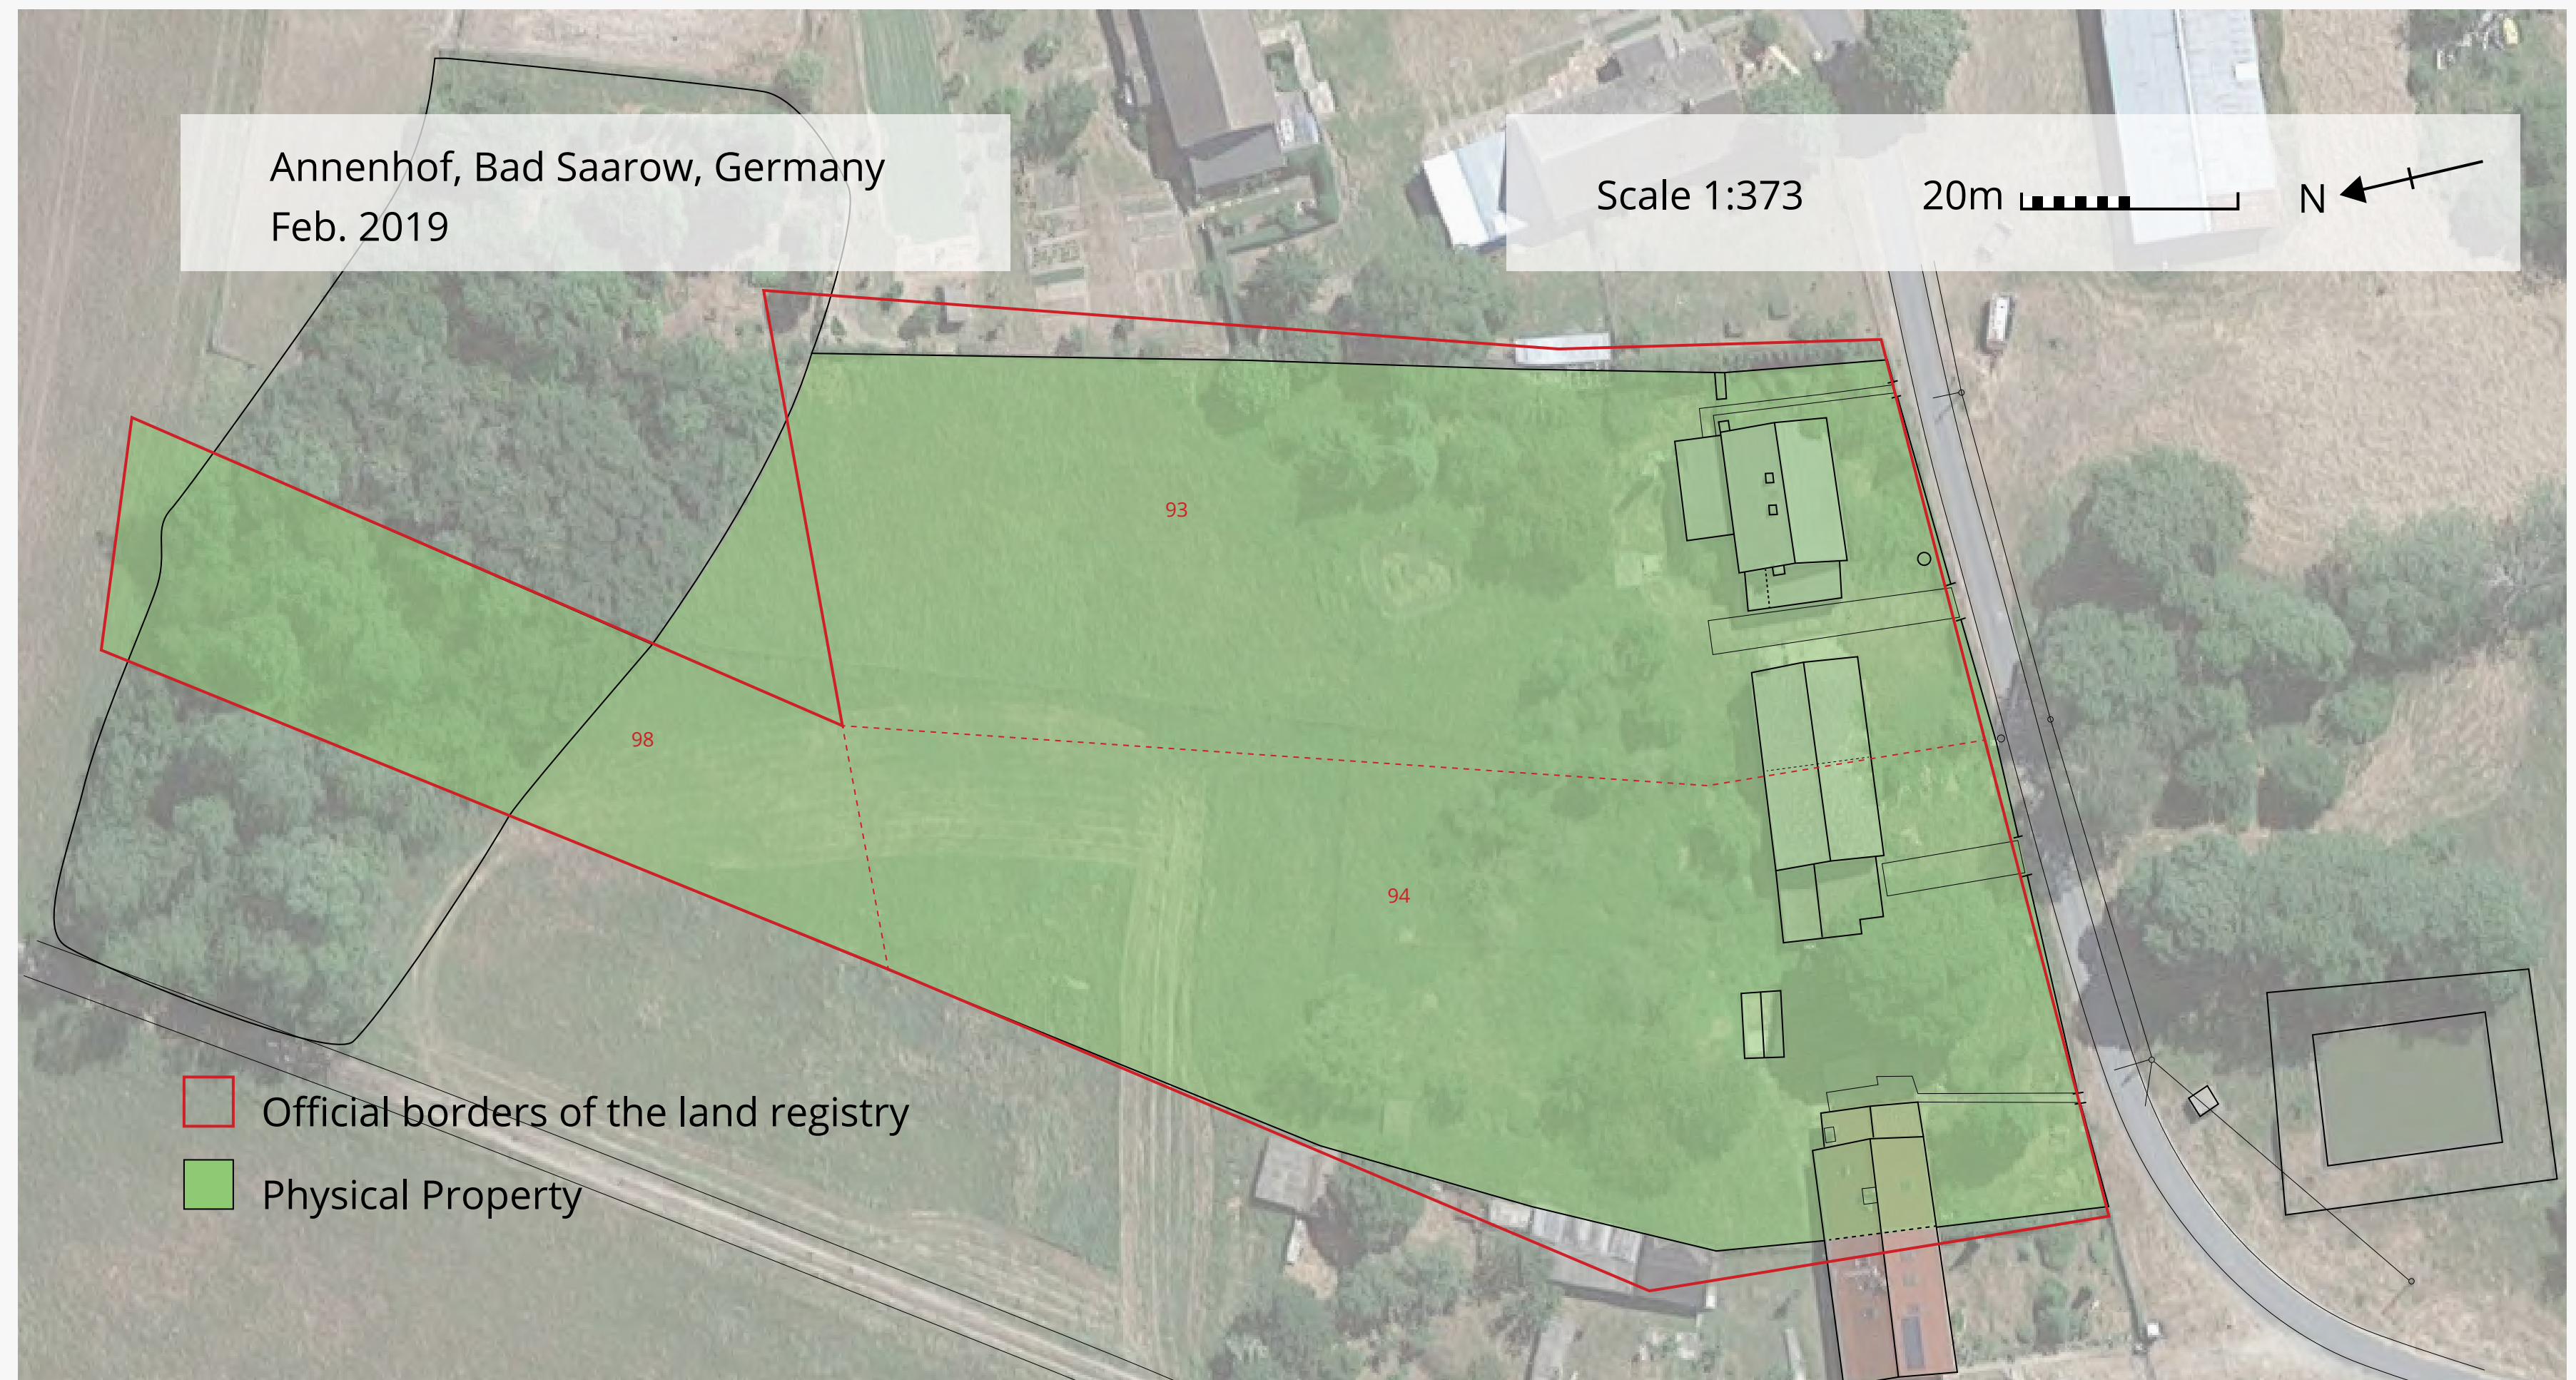 Annenhof, Bad Saarow, Germany
Feb. 2019
Scale 1:373 20m N
93
98
94
Official borders of the land registry
Physical Property